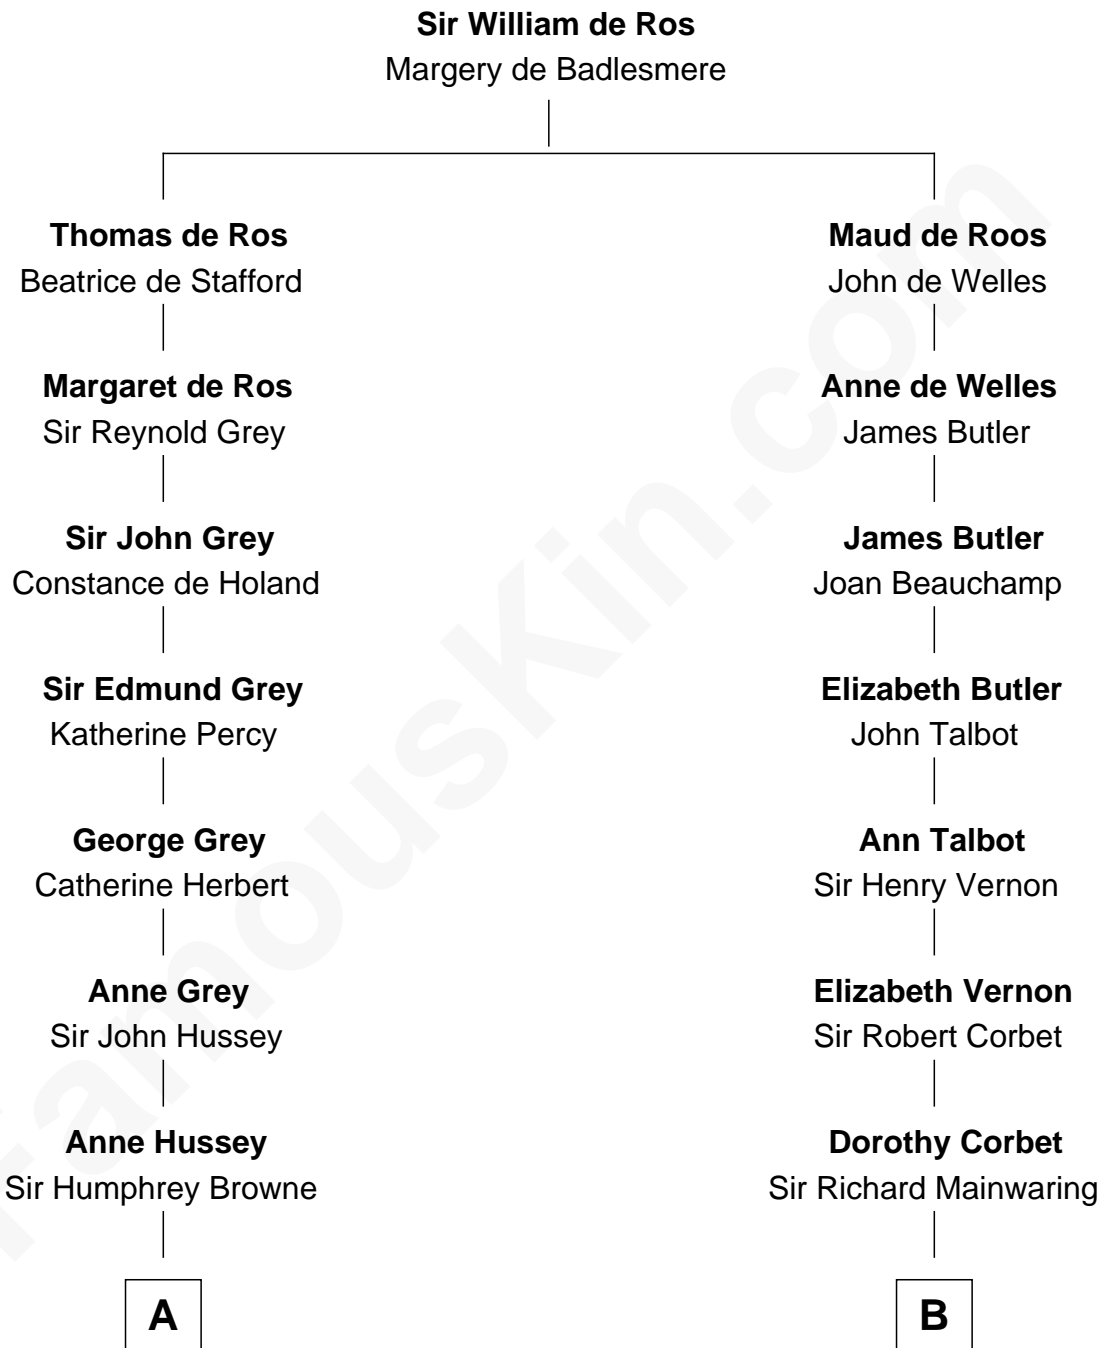 Sir William de Ros
Margery de Badlesmere
Thomas de Ros
Beatrice de Stafford
Margaret de Ros
Sir Reynold Grey
Sir John Grey
Constance de Holand
Sir Edmund Grey
Katherine Percy
George Grey
Catherine Herbert
Anne Grey
Sir John Hussey
Anne Hussey
Sir Humphrey Browne
A
Maud de Roos
John de Welles
Anne de Welles
James Butler
James Butler
Joan Beauchamp
Elizabeth Butler
John Talbot
Ann Talbot
Sir Henry Vernon
Elizabeth Vernon
Sir Robert Corbet
Dorothy Corbet
Sir Richard Mainwaring
B
FamousKin.com